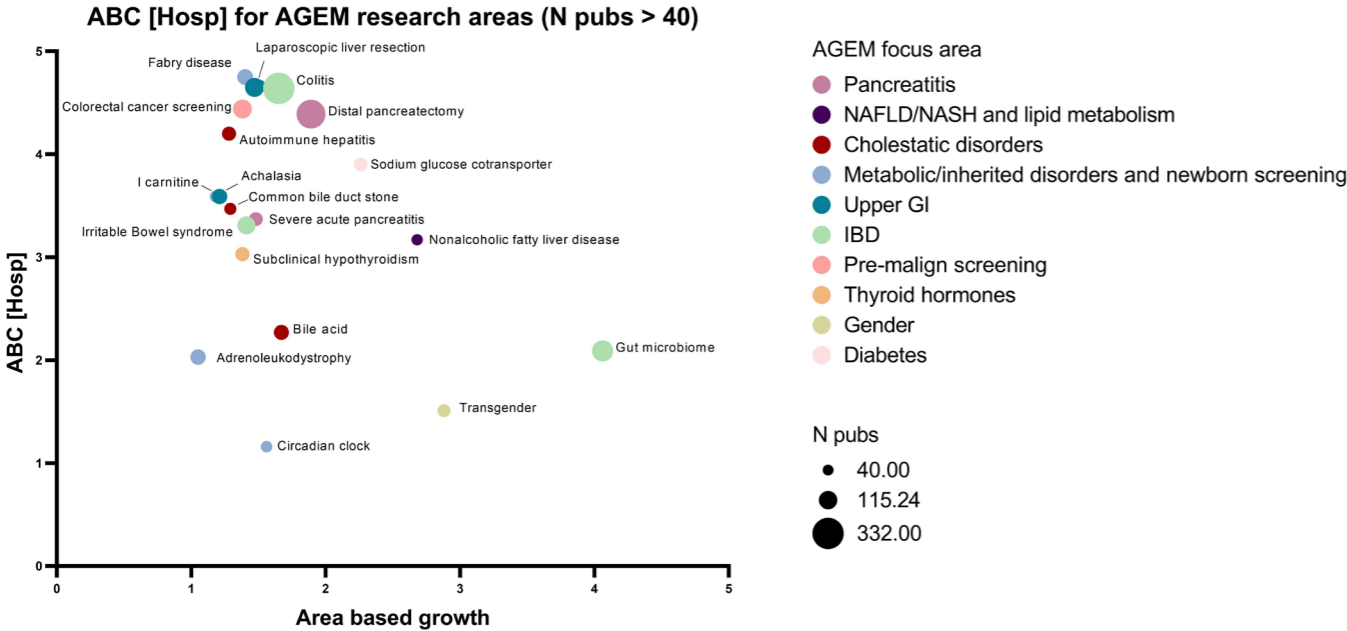 ABC [Hosp] for AGEM research areas (N pubs > 40)
Laparoscopic liver resection
Fabry disease
Colitis
Colorectal cancer screening
Distal pancreatectomy
Autoimmune hepatitis
Sodium glucose cotransporter
I carnitine
Achalasia
Common bile duct stone
Severe acute pancreatitis
Irritable Bowel syndrome
Nonalcoholic fatty liver disease
Subclinical hypothyroidism
Bile acid
Adrenoleukodystrophy
Gut microbiome
Transgender
Circadian clock
ABC [Hosp]
5
4
3
2
1
0
0 1 2 3 4 5
Area based growth
AGEM focus area
Pancreatitis
NAFLD/NASH and lipid metabolism
Cholestatic disorders
Metabolic/inherited disorders and newborn screening
Upper GI
IBD
Pre-malign screening
Thyroid hormones
Gender
Diabetes
N pubs
40.00
115.24
332.00